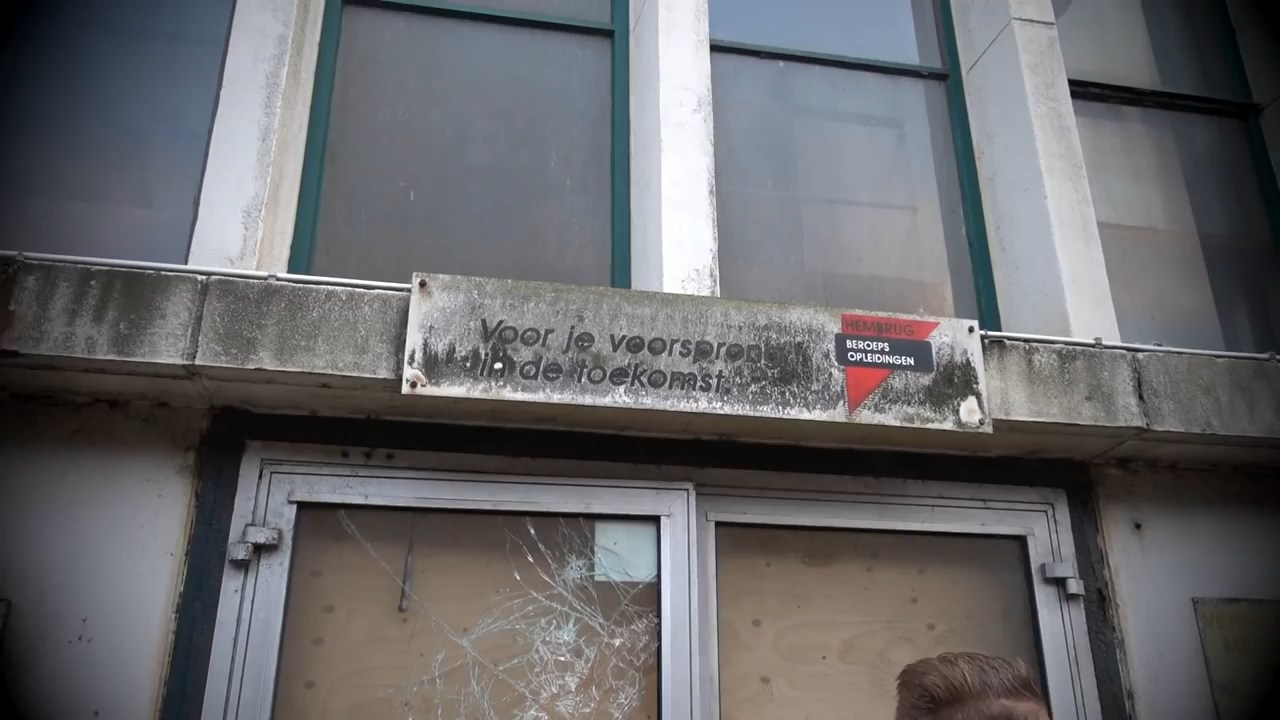 Voor je voorsprong
in de toekomst.
HEMBRUG
BEROEPS
OPLEIDINGEN